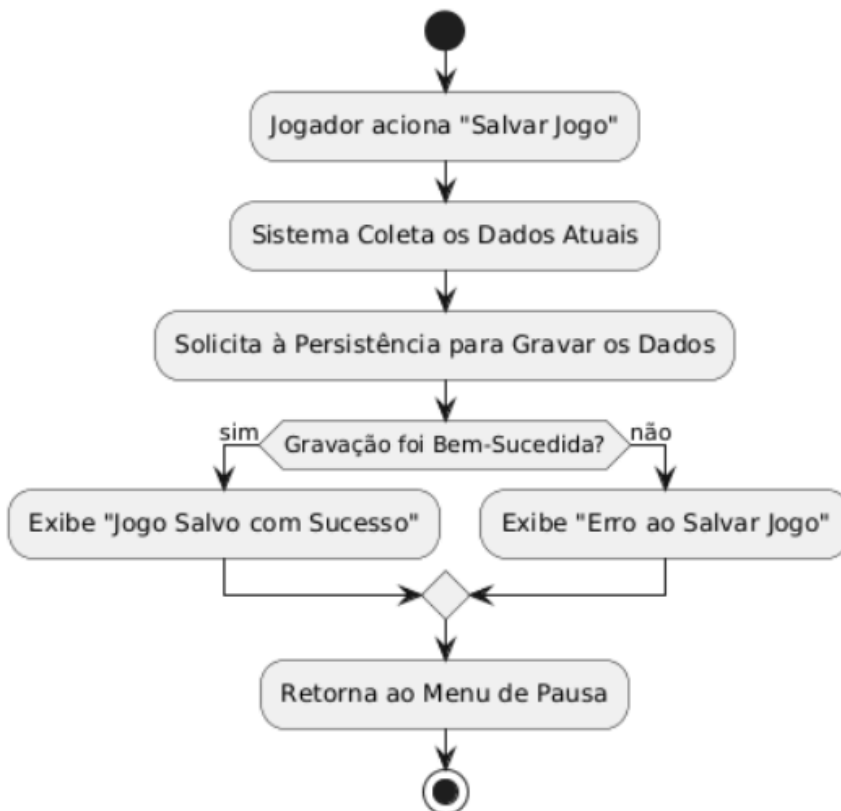 Jogador aciona "Salvar Jogo"
Sistema Coleta os Dados Atuais
Solicita à Persistência para Gravar os Dados
sim
Gravação foi Bem-Sucedida?
não
Exibe "Jogo Salvo com Sucesso"
Exibe "Erro ao Salvar Jogo"
Retorna ao Menu de Pausa